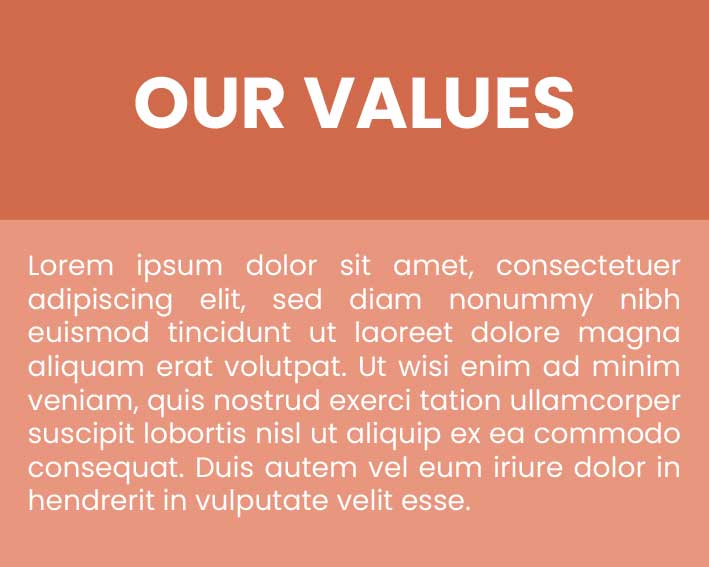 OUR VALUES
Lorem ipsum dolor sit amet, consectetuer
adipiscing elit, sed diam nonummy nibh
euismod tincidunt ut laoreet dolore magna
aliquam erat volutpat. Ut wisi enim ad minim
veniam, quis nostrud exerci tation ullamcorper
suscipit lobortis nisl ut aliquip ex ea commodo
consequat. Duis autem vel eum iriure dolor in
hendrerit in vulputate velit esse.